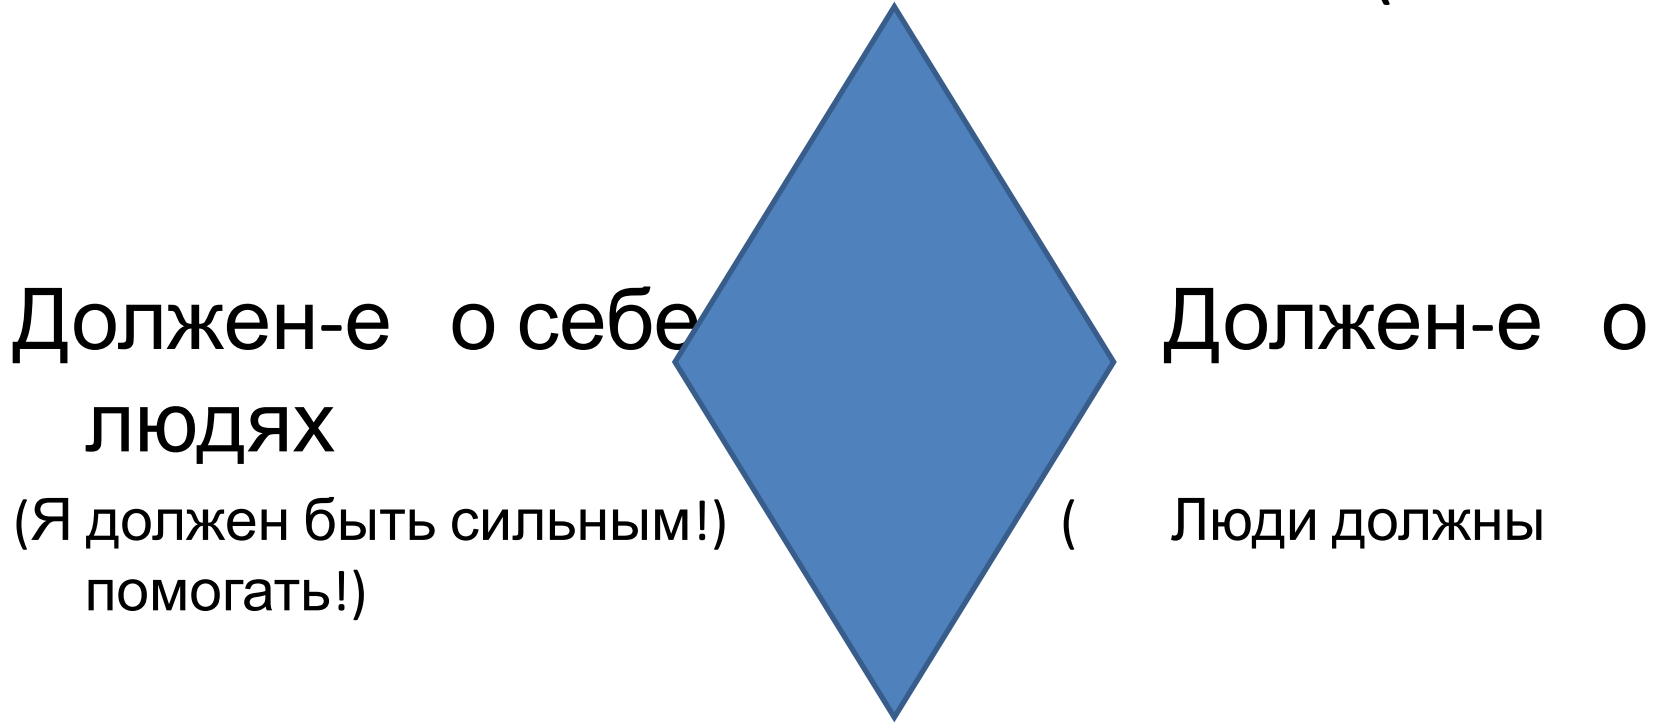 Должен-е о себе Должен-е о
людях
(Я должен быть сильным!) ( Люди должны
помогать!)